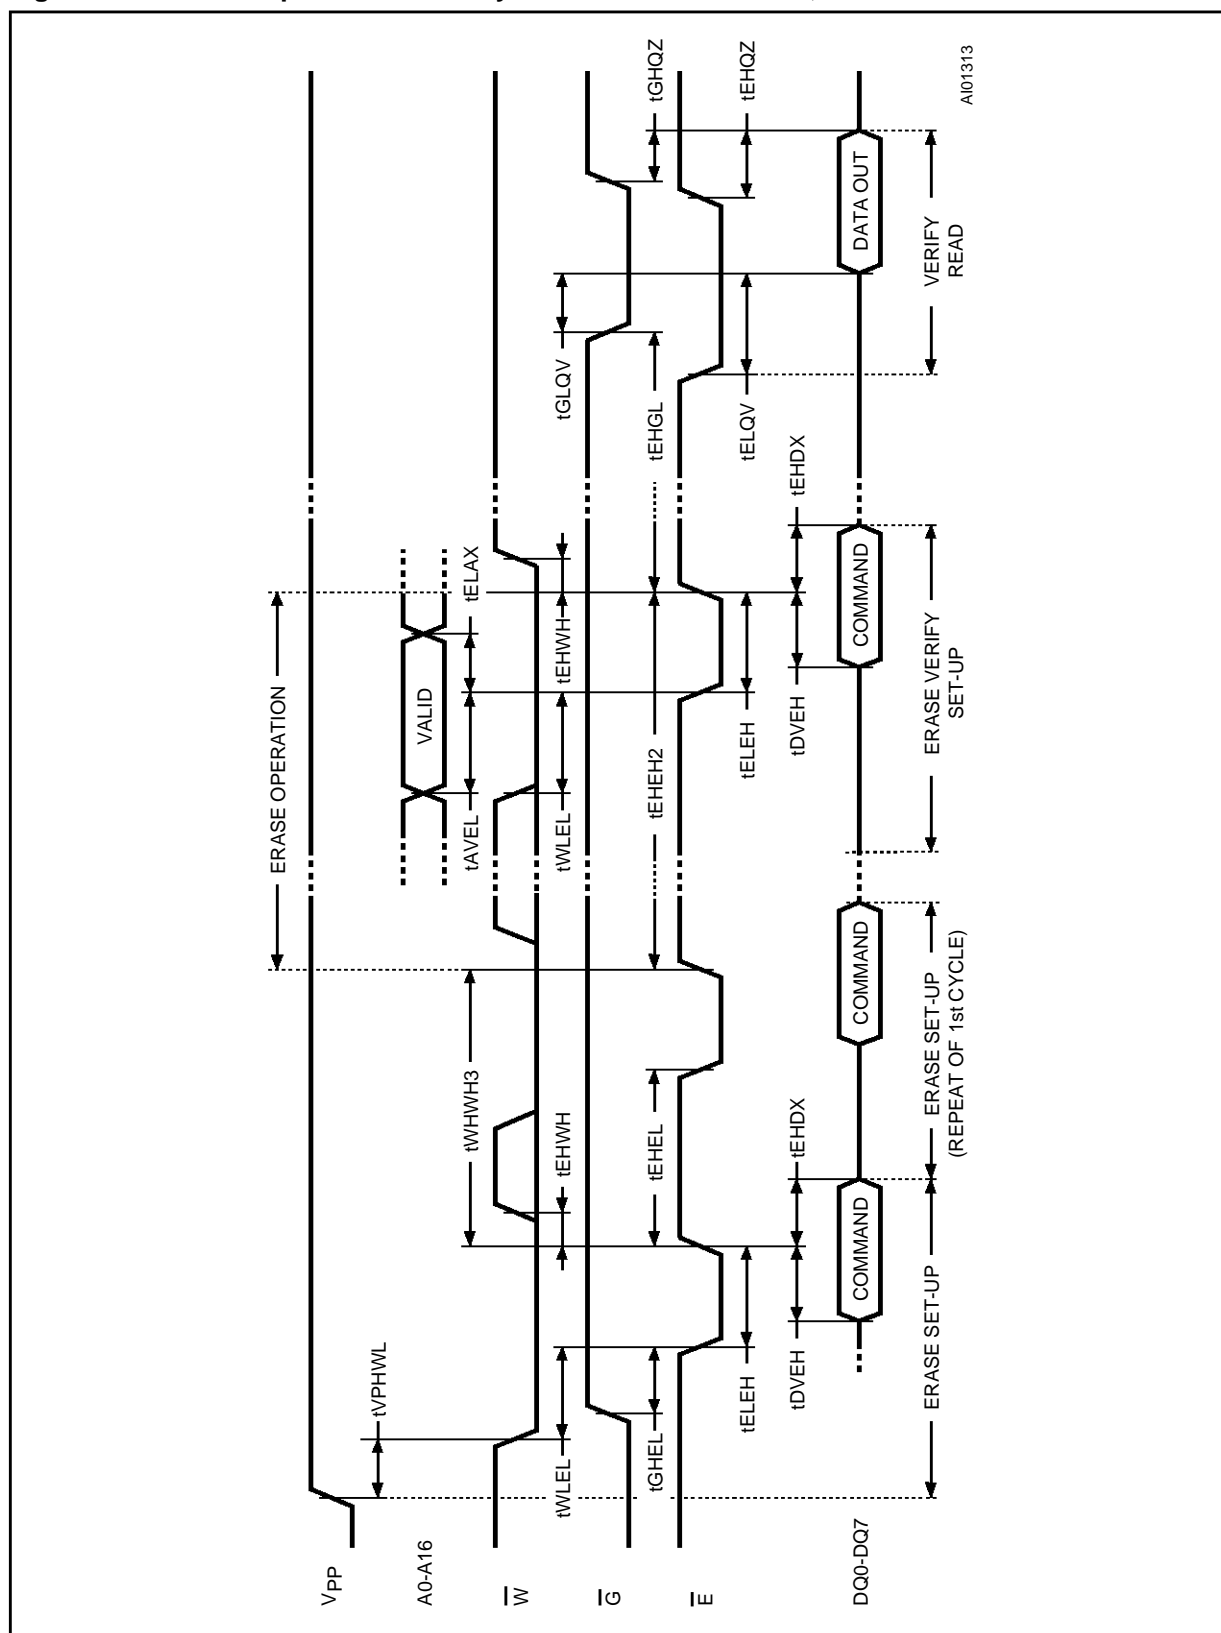 ERASE OPERATION
VPP
tVPHWL
A0-A16
VALID
tWHWH3
tAVEL
tELAX
W
tWLEL
tEHWH
tWLEL
tEHWH
tGLQV
G
tGHEL
tEHEL
tEHEH2
tEHGL
tGHQZ
E
tELEH
tELEH
tELQV
tEHQZ
tDVEH
tEHDX
tDVEH
tEHDX
DQ0-DQ7
COMMAND
COMMAND
COMMAND
DATA OUT
ERASE SET-UP
ERASE SET-UP
(REPEAT OF 1st CYCLE)
ERASE VERIFY
SET-UP
VERIFY
READ
AI01313